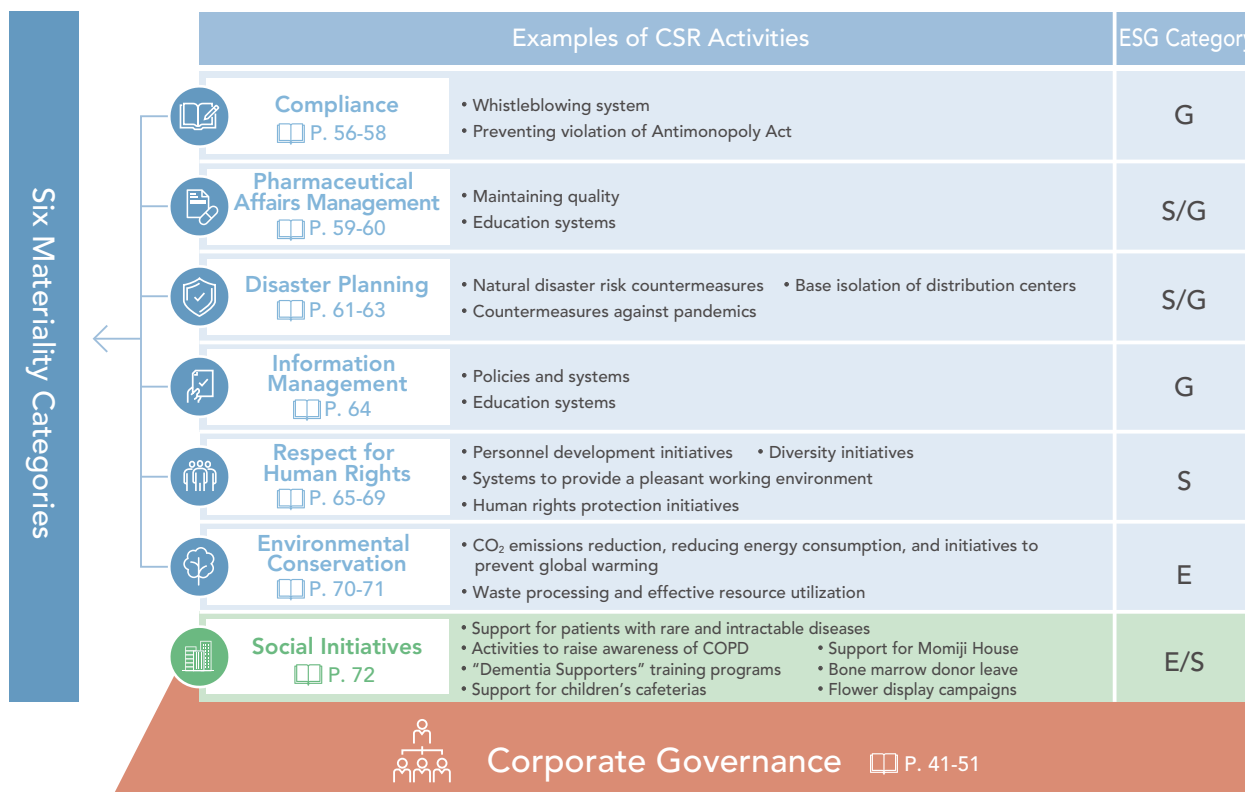 Six Materiality Categories
Examples of CSR Activities
ESG Category
Compliance
P. 56-58
• Whistleblowing system
• Preventing violation of Antimonopoly Act
G
Pharmaceutical
Affairs Management
P. 59-60
• Maintaining quality
• Education systems
S/G
Disaster Planning
P. 61-63
• Natural disaster risk countermeasures • Base isolation of distribution centers
• Countermeasures against pandemics
S/G
Information
Management
P. 64
• Policies and systems
• Education systems
G
Respect for
Human Rights
P. 65-69
• Personnel development initiatives • Diversity initiatives
• Systems to provide a pleasant working environment
• Human rights protection initiatives
S
Environmental
Conservation
P. 70-71
• CO₂ emissions reduction, reducing energy consumption, and initiatives to
prevent global warming
• Waste processing and effective resource utilization
E
Social Initiatives
P. 72
• Support for patients with rare and intractable diseases
• Activities to raise awareness of COPD • Support for Momiji House
• “Dementia Supporters” training programs • Bone marrow donor leave
• Support for children’s cafeterias • Flower display campaigns
E/S
Corporate Governance P. 41-51